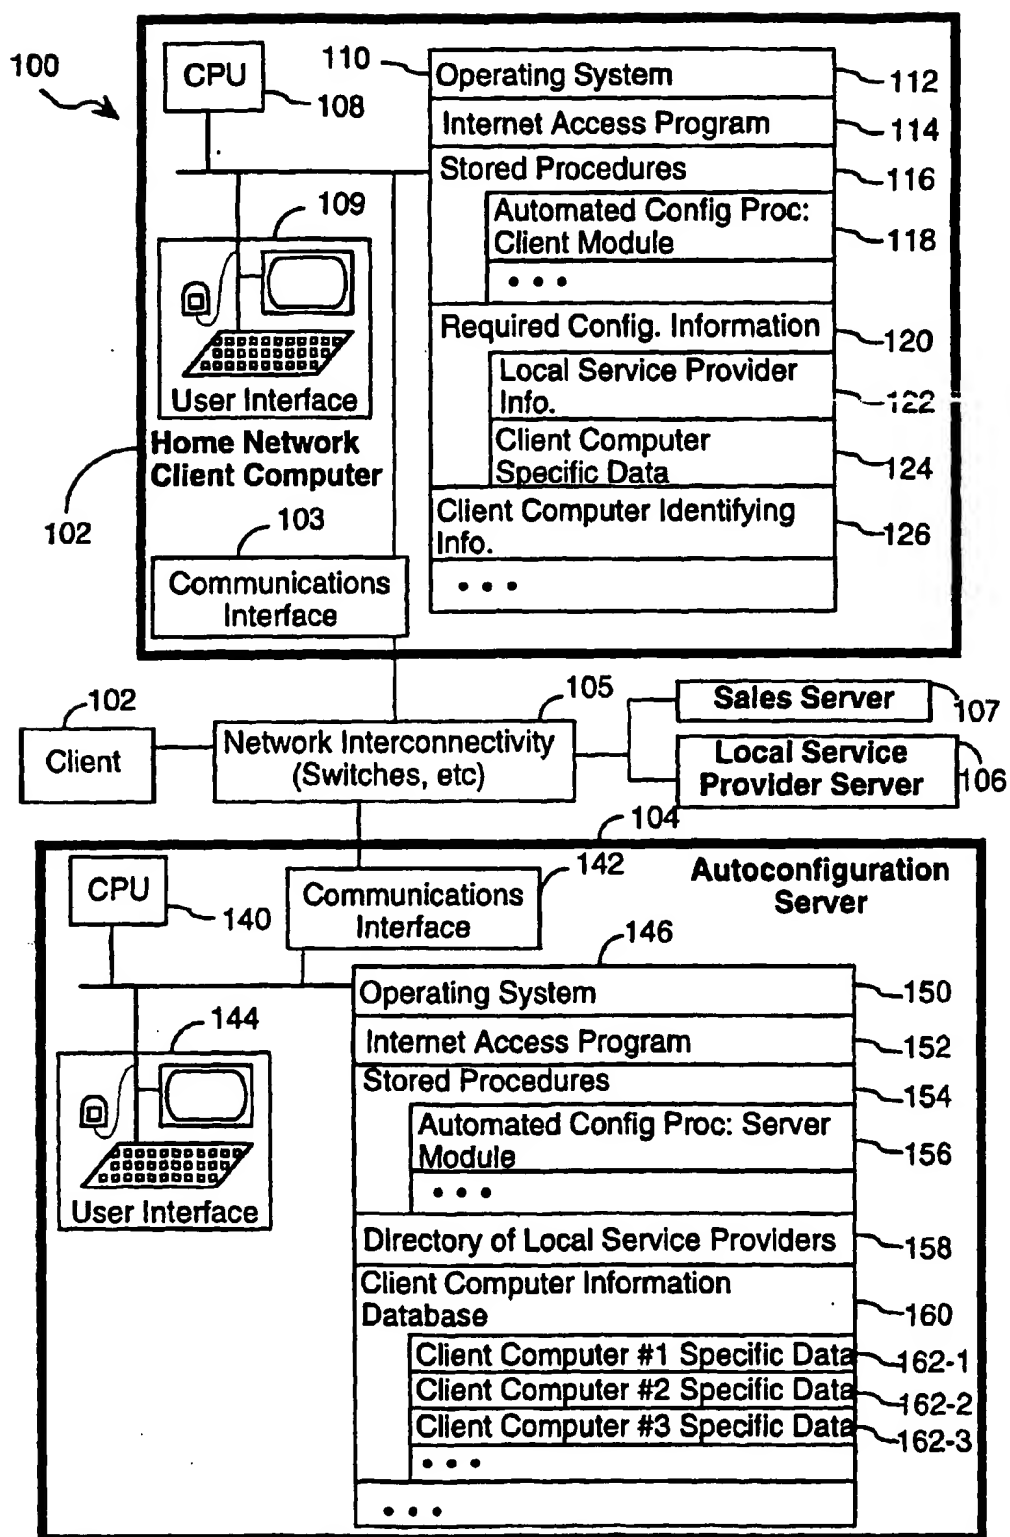 100
CPU
108
110
Operating System
112
Internet Access Program
114
Stored Procedures
116
Automated Config Proc:
Client Module
118
• • •
109
User Interface
Required Config. Information
120
Local Service Provider
Info.
122
Client Computer
Specific Data
124
Home Network
Client Computer
102
Client Computer Identifying
Info.
126
• • •
103
Communications
Interface
102
Client
105
Network Interconnectivity
(Switches, etc)
Sales Server
107
Local Service
Provider Server
106
104
Autoconfiguration
Server
CPU
140
142
Communications
Interface
146
Operating System
150
Internet Access Program
152
144
User Interface
Stored Procedures
154
Automated Config Proc: Server
Module
156
• • •
Directory of Local Service Providers
158
Client Computer Information
Database
160
Client Computer #1 Specific Data
162-1
Client Computer #2 Specific Data
162-2
Client Computer #3 Specific Data
162-3
• • •
• • •